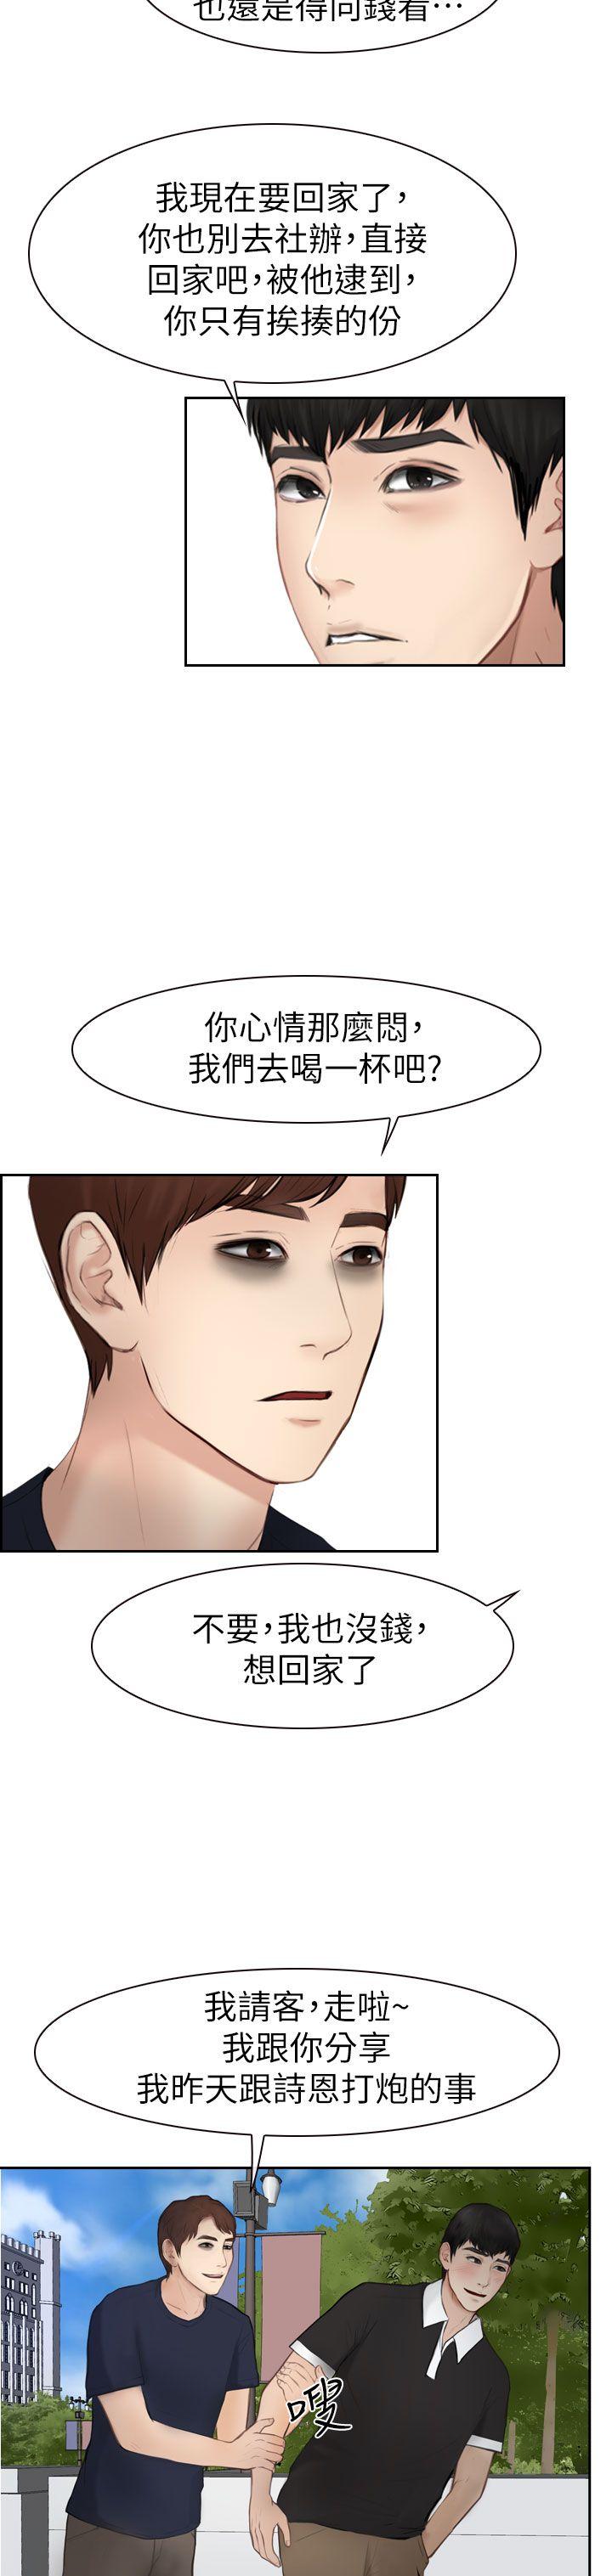 也還是得向錢看…
我現在要回家了，
你也別去社辦，直接
回家吧，被他逮到，
你只有挨揍的份
你心情那麼悶，
我們去喝一杯吧？
不要，我也沒錢，
想回家了
我請客，走啦~
我跟你分享
我昨天跟詩恩打炮的事
嗖